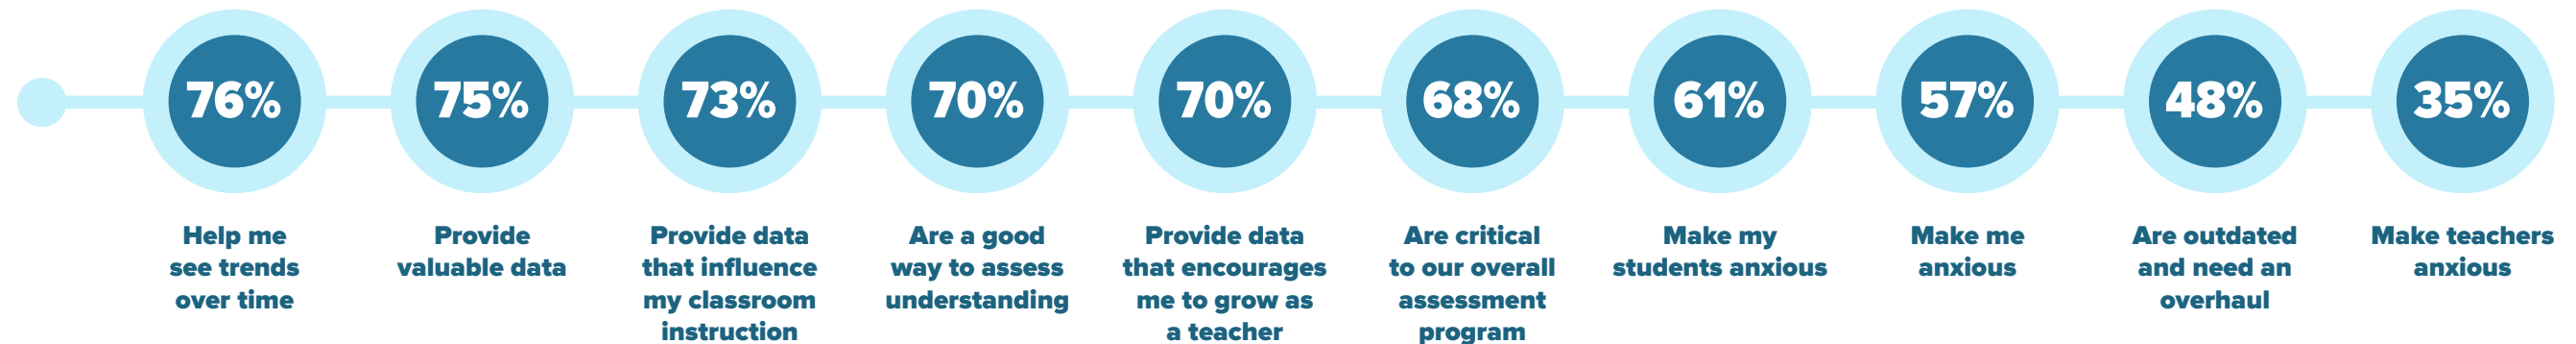 76%
Help me
see trends
over time
75%
Provide
valuable data
73%
Provide data
that influence
my classroom
instruction
70%
Are a good
way to assess
understanding
70%
Provide data
that encourages
me to grow as
a teacher
68%
Are critical
to our overall
assessment
program
61%
Make my
students anxious
57%
Make me
anxious
48%
Are outdated
and need an
overhaul
35%
Make teachers
anxious